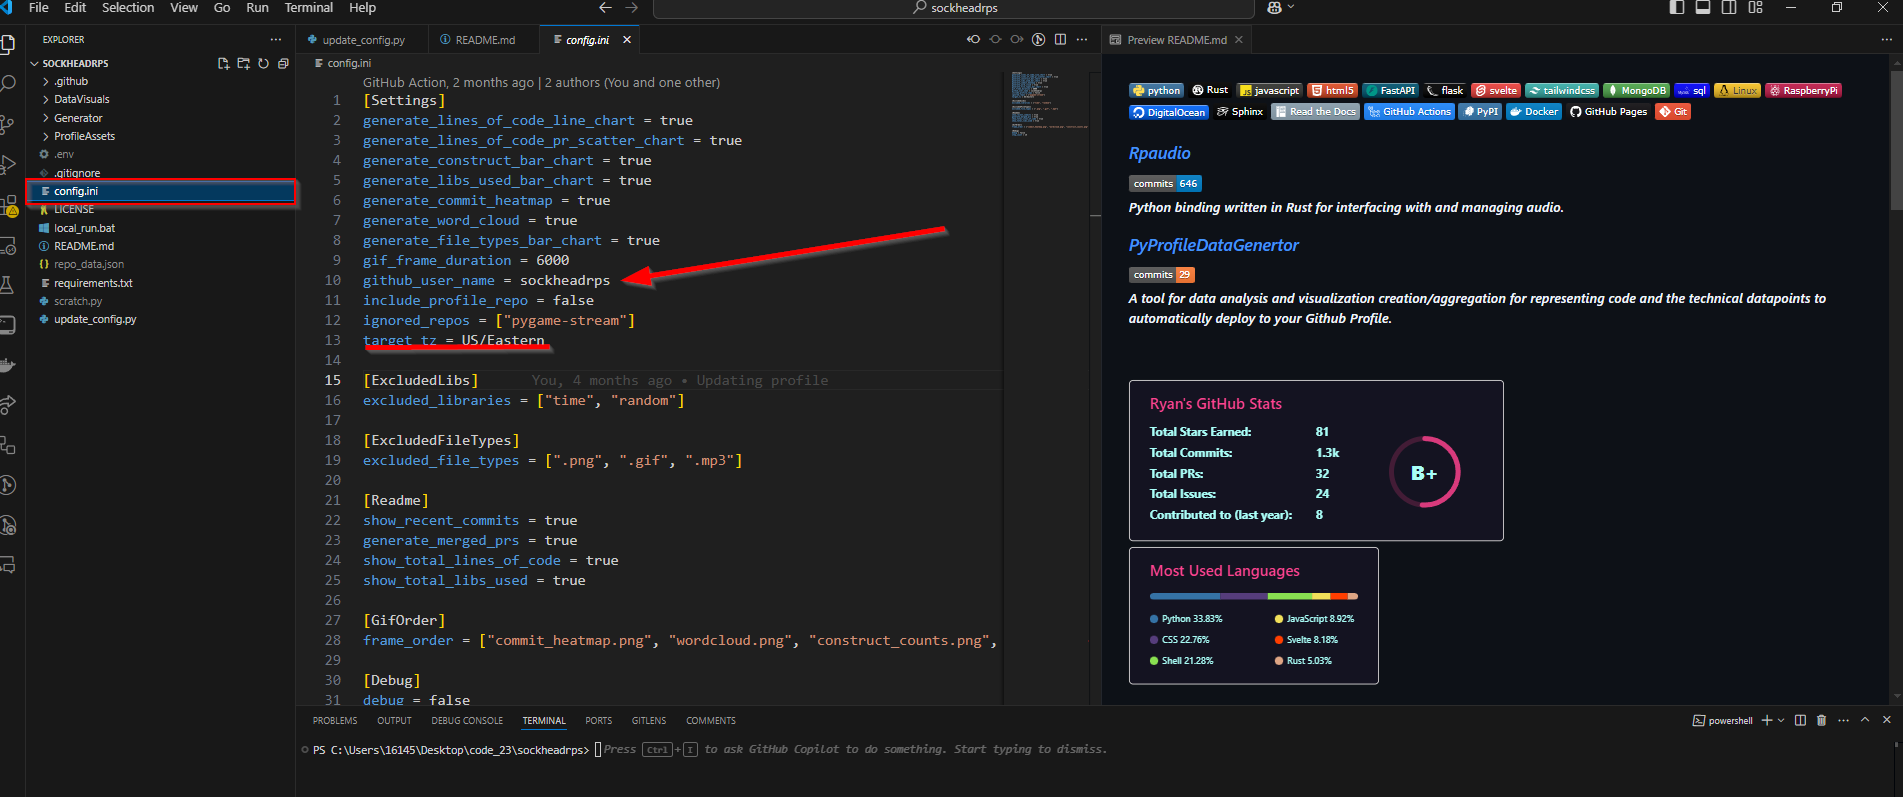 File Edit Selection View Go Run Terminal Help
sockheadrps
EXPLORER
SOCKHEADRPS
.github
DataVisuals
Generator
ProfileAssets
.env
.gitignore
config.ini
LICENSE
local_run.bat
README.md
repo_data.json
requirements.txt
scratch.py
update_config.py
update_config.py README.md config.ini
config.ini
GitHub Action, 2 months ago | 2 authors (You and one other)
1 [Settings]
2 generate_lines_of_code_line_chart = true
3 generate_lines_of_code_pr_scatter_chart = true
4 generate_construct_bar_chart = true
5 generate_libs_used_bar_chart = true
6 generate_commit_heatmap = true
7 generate_word_cloud = true
8 generate_file_types_bar_chart = true
9 gif_frame_duration = 6000
10 github_user_name = sockheadrps
11 include_profile_repo = false
12 ignored_repos = ["pygame-stream"]
13 target_tz = US/Eastern
14
15 [ExcludedLibs] You, 4 months ago • Updating profile
16 excluded_libraries = ["time", "random"]
17
18 [ExcludedFileTypes]
19 excluded_file_types = [".png", ".gif", ".mp3"]
20
21 [Readme]
22 show_recent_commits = true
23 generate_merged_prs = true
24 show_total_lines_of_code = true
25 show_total_libs_used = true
26
27 [GifOrder]
28 frame_order = ["commit_heatmap.png", "wordcloud.png", "construct_counts.png",
29
30 [Debug]
31 debug = false
Preview README.md
python Rust javascript html5 FastAPI flask svelte tailwindcss MongoDB sql Linux RaspberryPi
DigitalOcean Sphinx Read the Docs GitHub Actions PyPI Docker GitHub Pages Git
Rpaudio
commits 646
Python binding written in Rust for interfacing with and managing audio.
PyProfileDataGenertor
commits 29
A tool for data analysis and visualization creation/aggregation for representing code and the technical datapoints to
automatically deploy to your Github Profile.
Ryan's GitHub Stats
Total Stars Earned: 81
Total Commits: 1.3k
Total PRs: 32
Total Issues: 24
Contributed to (last year): 8
B+
Most Used Languages
Python 33.83% JavaScript 8.92%
CSS 22.76% Svelte 8.18%
Shell 21.28% Rust 5.03%
PROBLEMS OUTPUT DEBUG CONSOLE TERMINAL PORTS GITLENS COMMENTS
powershell
PS C:\Users\16145\Desktop\code_23\sockheadrps> Press Ctrl+I to ask GitHub Copilot to do something. Start typing to dismiss.